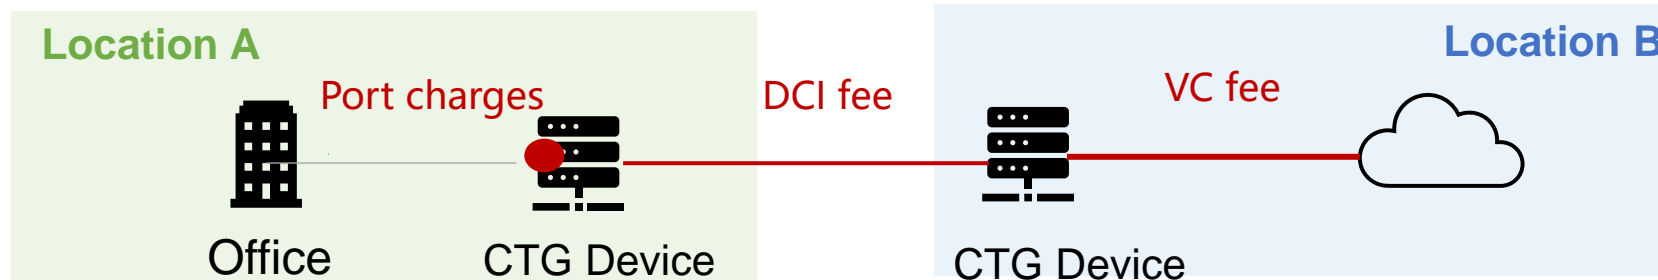 Location A
Location B
Port charges
DCI fee
VC fee
Office
CTG Device
CTG Device